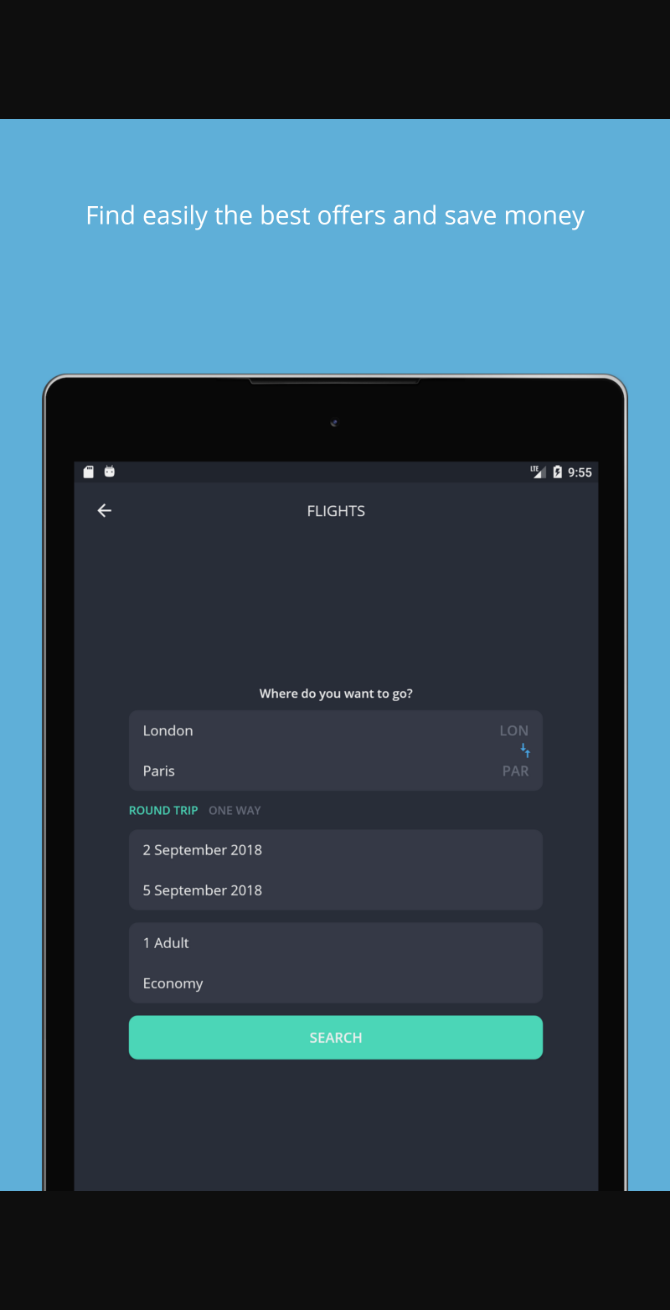 Find easily the best offers and save money
LTE 9:55
FLIGHTS
Where do you want to go?
London LON
Paris PAR
ROUND TRIP ONE WAY
2 September 2018
5 September 2018
1 Adult
Economy
SEARCH